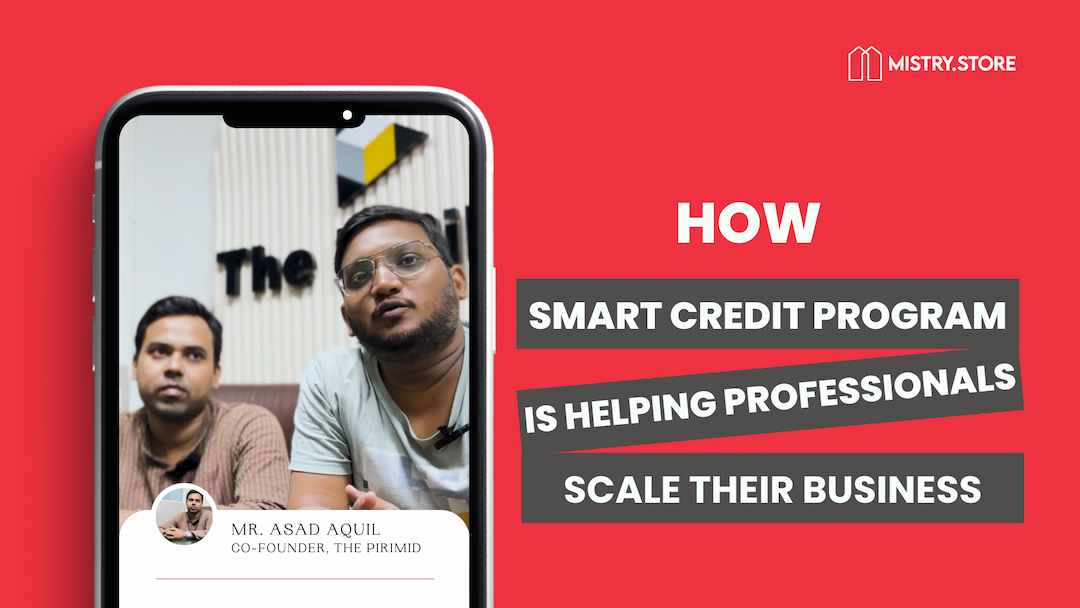 MISTRY.STORE
HOW
SMART CREDIT PROGRAM
IS HELPING PROFESSIONALS
SCALE THEIR BUSINESS
The
MR. ASAD AQUIL
CO-FOUNDER, THE PIRIMID